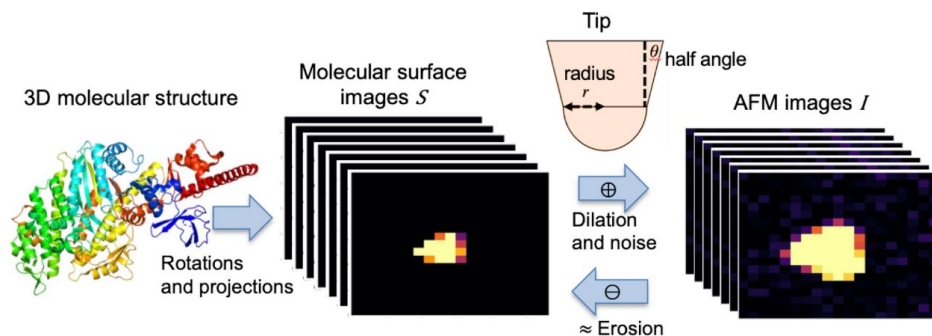 3D molecular structure
Rotations
and projections
Molecular surface
images S
Tip
radius
r
θ
half angle
⊕
Dilation
and noise
⊖
≈ Erosion
AFM images I